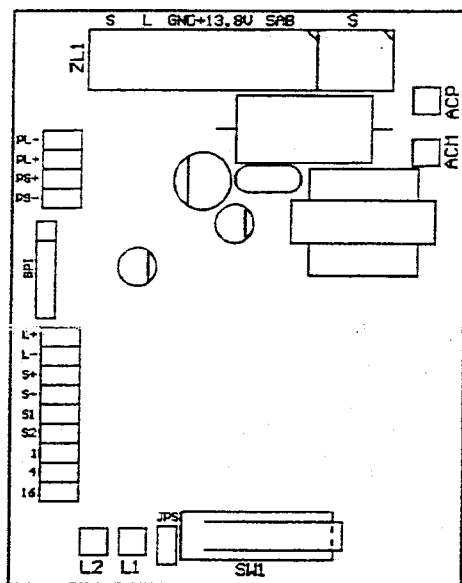 S L GND+13.8V SAB S
ZL1
ACP
ACM
PL-
PL+
PS+
PS-
BPI
L+
L-
S+
S-
S1
S2
1
4
16
JPS
L2 L1
SW1